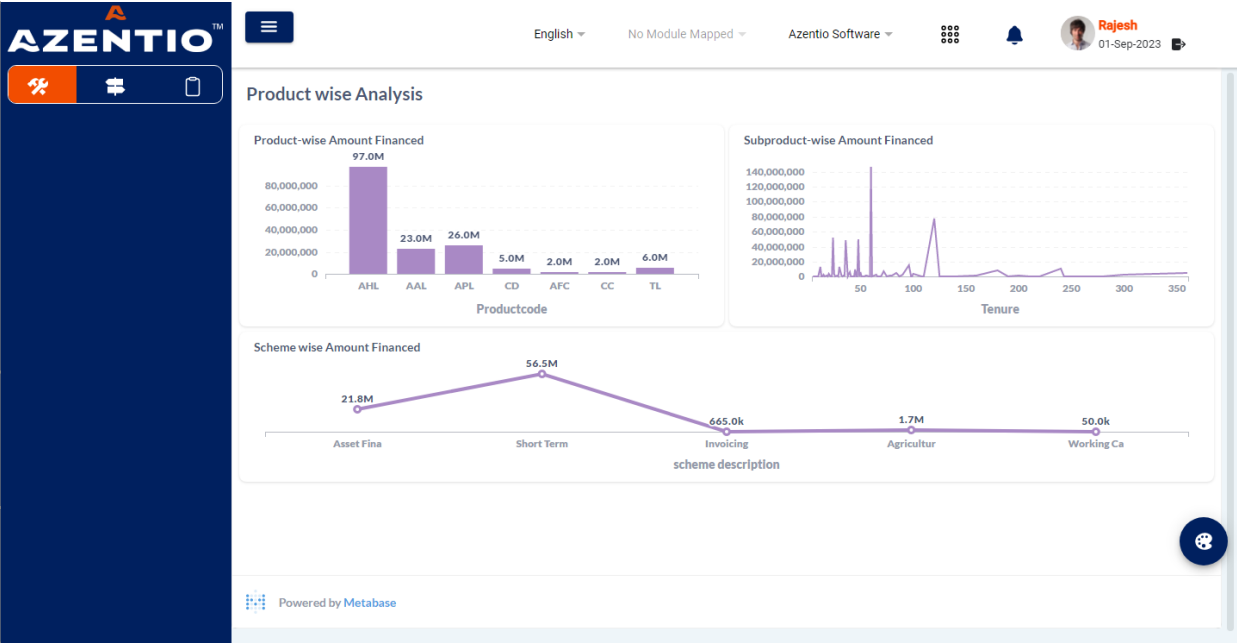 AZENTIO™
English
No Module Mapped
Azentio Software
Rajesh
01-Sep-2023
Product wise Analysis
Product-wise Amount Financed
97.0M
80,000,000
60,000,000
40,000,000
20,000,000
0
23.0M
26.0M
5.0M
2.0M
2.0M
6.0M
AHL AAL APL CD AFC CC TL
Productcode
Subproduct-wise Amount Financed
140,000,000
120,000,000
100,000,000
80,000,000
60,000,000
40,000,000
20,000,000
0
50 100 150 200 250 300 350
Tenure
Scheme wise Amount Financed
21.8M
56.5M
665.0k
1.7M
50.0k
Asset Fina Short Term Invoicing Agricultur Working Ca
scheme description
Powered by Metabase